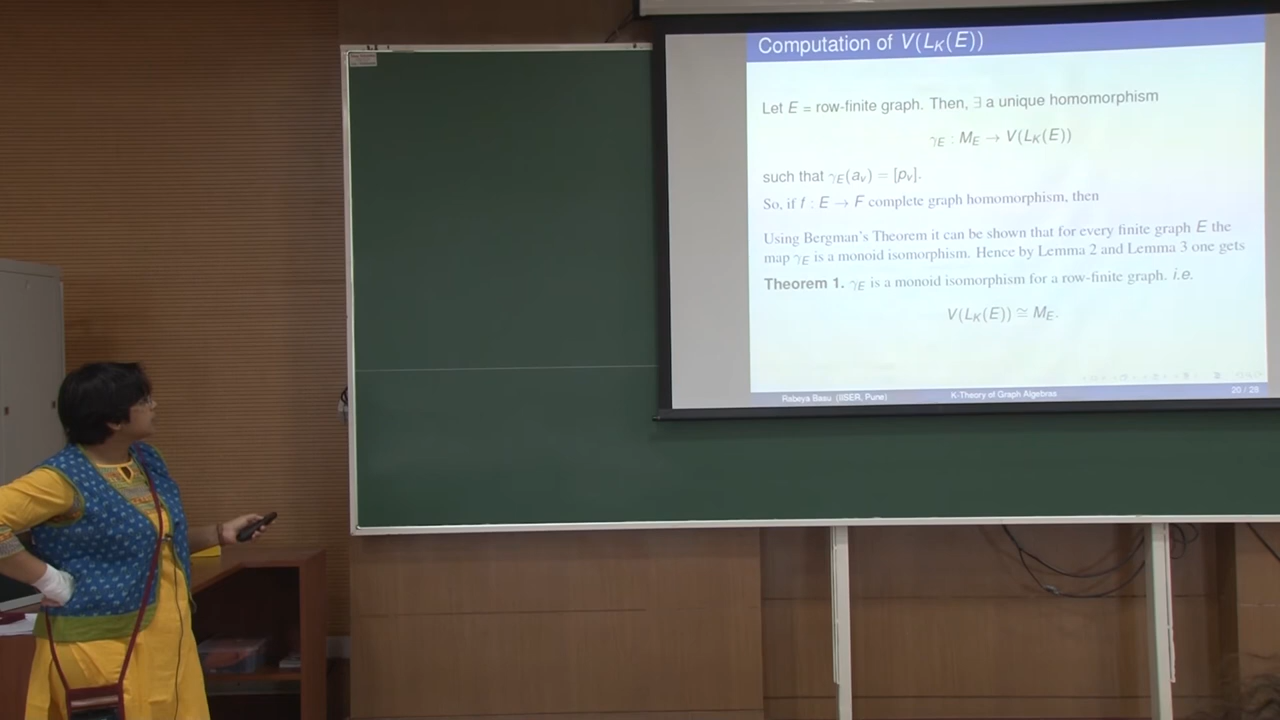 Computation of V(L_K(E))
Let E = row-finite graph. Then, ∃ a unique homomorphism
γ_E : M_E → V(L_K(E))
such that γ_E(a_v) = [p_v].
So, if f : E → F complete graph homomorphism, then
Using Bergman's Theorem it can be shown that for every finite graph E the
map γ_E is a monoid isomorphism. Hence by Lemma 2 and Lemma 3 one gets
Theorem 1. γ_E is a monoid isomorphism for a row-finite graph. i.e.
V(L_K(E)) ≅ M_E.
Rabeya Basu (IISER, Pune) K-Theory of Graph Algebras 20 / 28